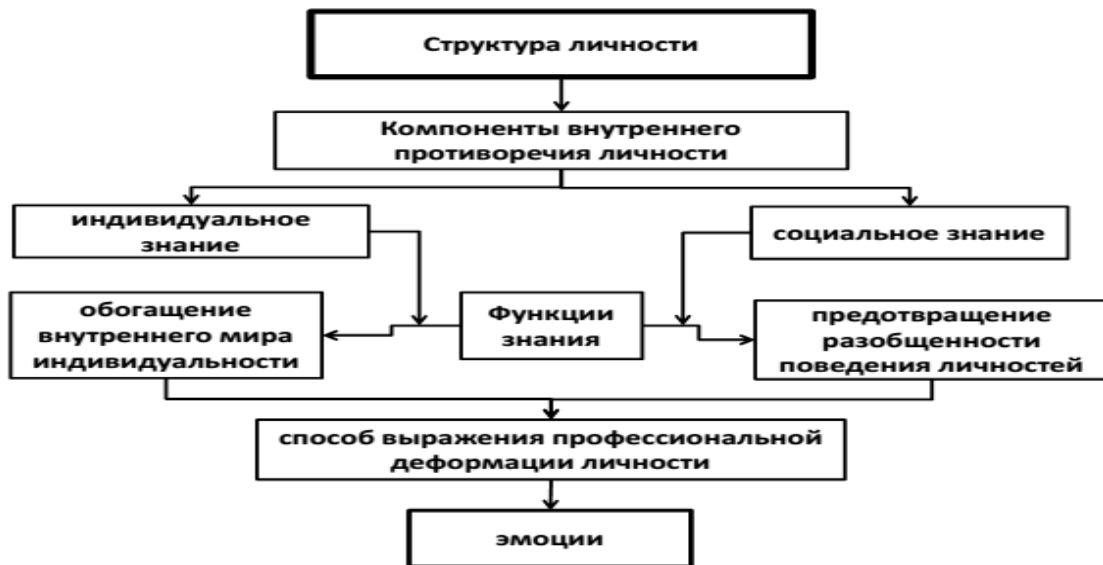 Структура личности
Компоненты внутреннего
противоречия личности
индивидуальное
знание
социальное знание
обогащение
внутреннего мира
индивидуальности
Функции
знания
предотвращение
разобщенности
поведения личностей
способ выражения профессиональной
деформации личности
эмоции